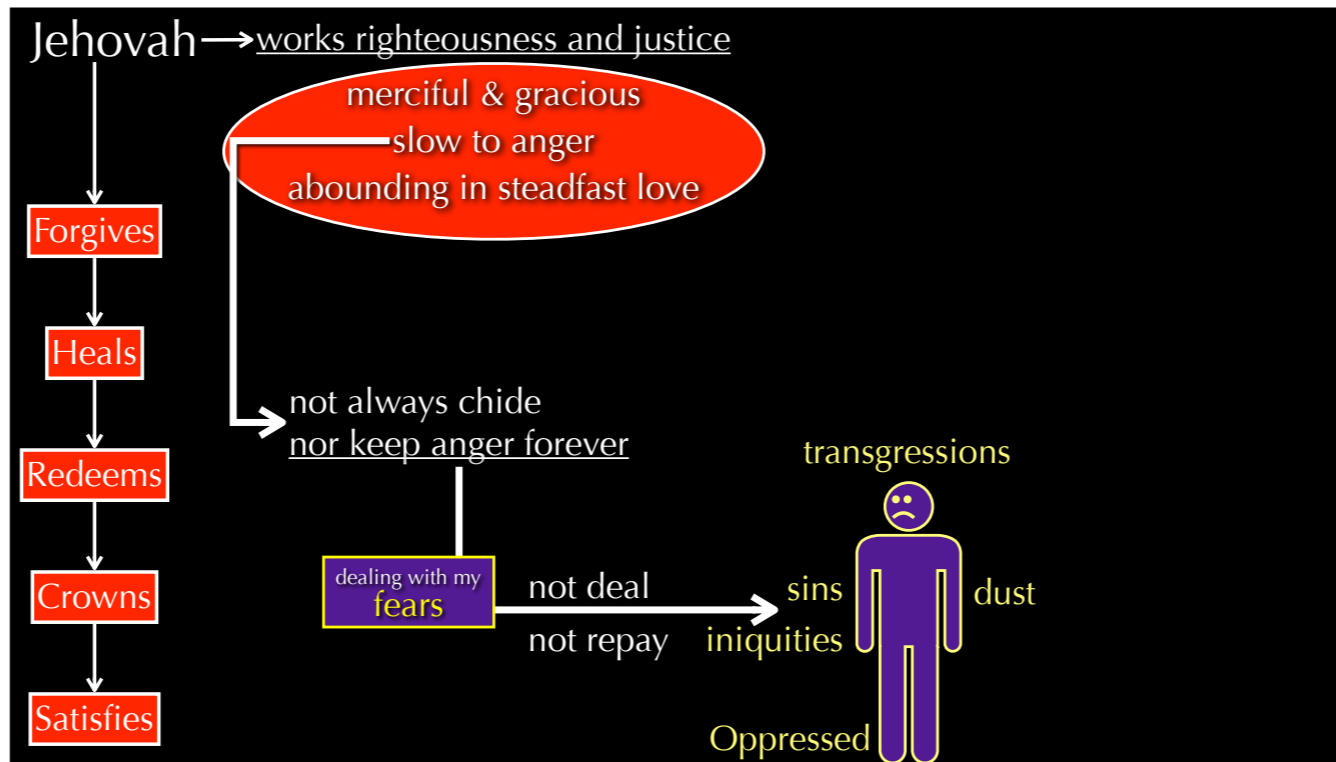 Jehovah
works righteousness and justice
merciful & gracious
slow to anger
abounding in steadfast love
Forgives
Heals
Redeems
Crowns
Satisfies
not always chide
nor keep anger forever
dealing with my
fears
not deal
not repay
transgressions
sins
dust
iniquities
Oppressed